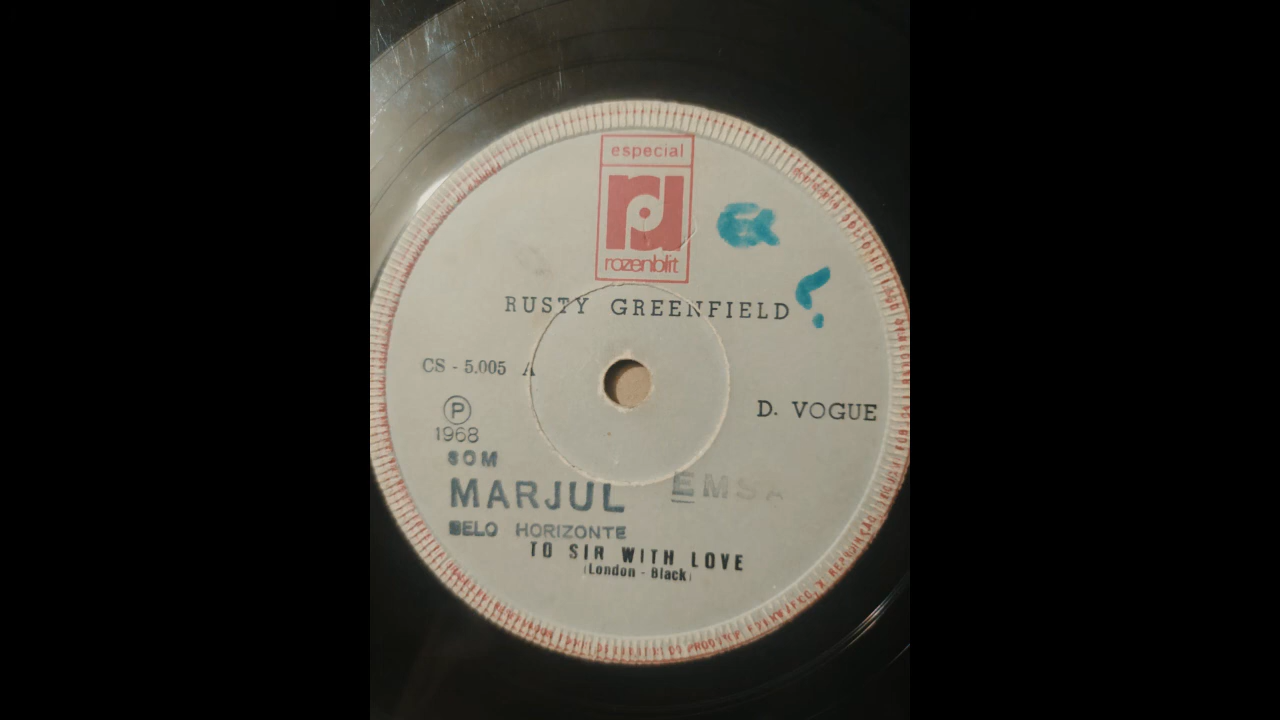 especial
rozenblit
RUSTY GREENFIELD
CS - 5.005 A
D. VOGUE
℗
1968
SOM
MARJUL
EMSA
BELO HORIZONTE
TO SIR WITH LOVE
(London - Black)